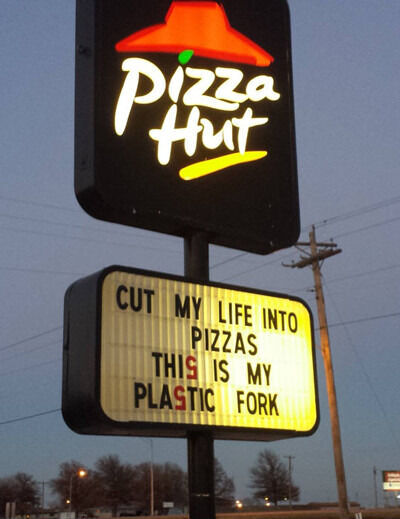 Pizza
Hut
CUT MY LIFE INTO
PIZZAS
THIS IS MY
PLASTIC FORK